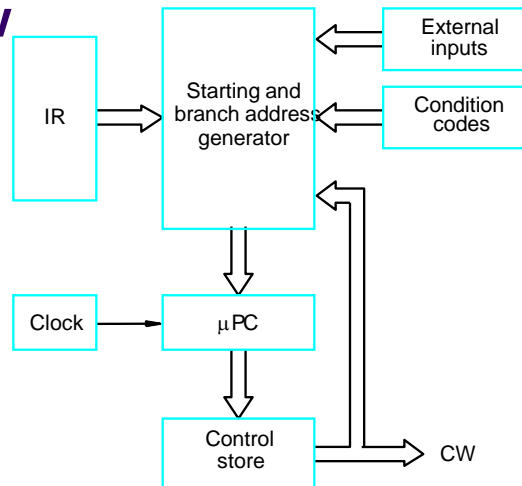 External
inputs
Starting and
branch address
generator
IR
Condition
codes
Clock
μPC
Control
store
CW